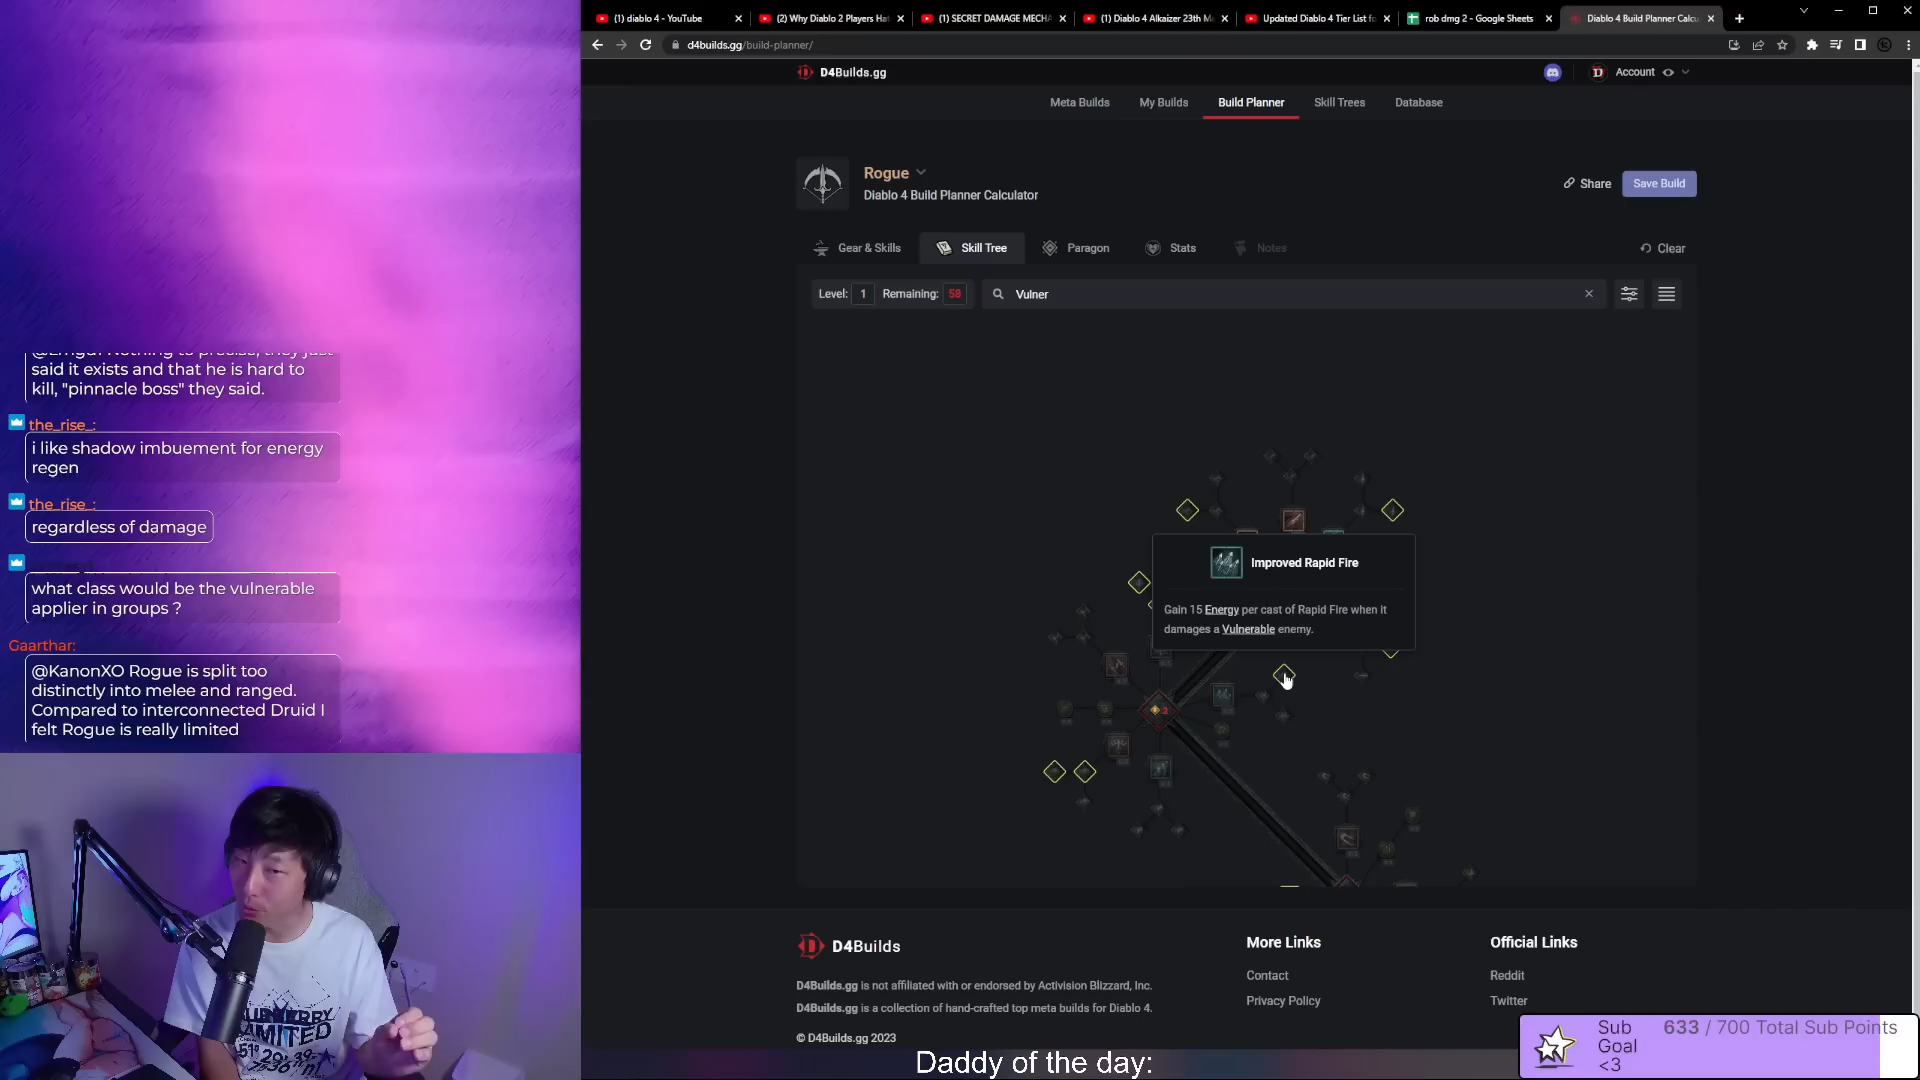 (1) diablo 4 - YouTube
(2) Why Diablo 2 Players Hat
(1) SECRET DAMAGE MECHA
(1) Diablo 4 Alkaizer 23th M
Updated Diablo 4 Tier List fo
rob dmg 2 - Google Sheets
Diablo 4 Build Planner Calcu
d4builds.gg/build-planner/
D4Builds.gg
Account
Meta Builds
My Builds
Build Planner
Skill Trees
Database
Rogue
Diablo 4 Build Planner Calculator
Share
Save Build
Gear & Skills
Skill Tree
Paragon
Stats
Notes
Clear
Level: 1 Remaining: 58
Vulner
Improved Rapid Fire
Gain 15 Energy per cast of Rapid Fire when it
damages a Vulnerable enemy.
2
said it exists and that he is hard to
kill, "pinnacle boss" they said.
the_rise_:
i like shadow imbuement for energy
regen
the_rise_:
regardless of damage
what class would be the vulnerable
applier in groups ?
Gaarthar:
@KanonXO Rogue is split too
distinctly into melee and ranged.
Compared to interconnected Druid I
felt Rogue is really limited
D4Builds
D4Builds.gg is not affiliated with or endorsed by Activision Blizzard, Inc.
D4Builds.gg is a collection of hand-crafted top meta builds for Diablo 4.
© D4Builds.gg 2023
More Links
Contact
Privacy Policy
Official Links
Reddit
Twitter
Sub
Goal
<3
633 / 700 Total Sub Points
Daddy of the day: